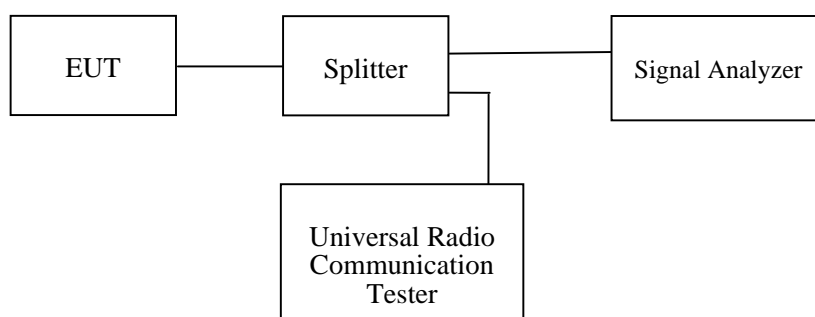 EUT
Splitter
Signal Analyzer
Universal Radio
Communication
Tester